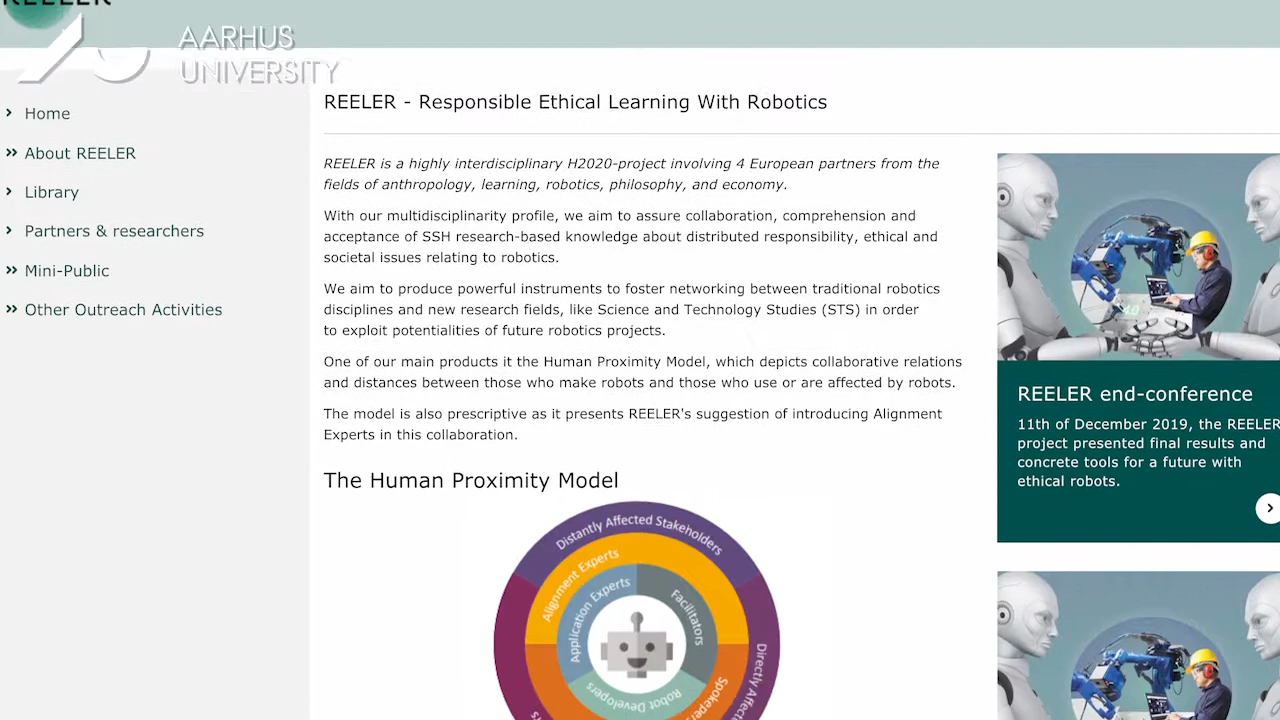 REELER
AARHUS
UNIVERSITY
Home
About REELER
Library
Partners & researchers
Mini-Public
Other Outreach Activities
REELER - Responsible Ethical Learning With Robotics
REELER is a highly interdisciplinary H2020-project involving 4 European partners from the
fields of anthropology, learning, robotics, philosophy, and economy.
With our multidisciplinarity profile, we aim to assure collaboration, comprehension and
acceptance of SSH research-based knowledge about distributed responsibility, ethical and
societal issues relating to robotics.
We aim to produce powerful instruments to foster networking between traditional robotics
disciplines and new research fields, like Science and Technology Studies (STS) in order
to exploit potentialities of future robotics projects.
One of our main products it the Human Proximity Model, which depicts collaborative relations
and distances between those who make robots and those who use or are affected by robots.
The model is also prescriptive as it presents REELER's suggestion of introducing Alignment
Experts in this collaboration.
The Human Proximity Model
Distantly Affected Stakeholders
Alignment Experts
Application Experts
Facilitators
Robot Developers
Directly
REELER end-conference
11th of December 2019, the REELER
project presented final results and
concrete tools for a future with
ethical robots.